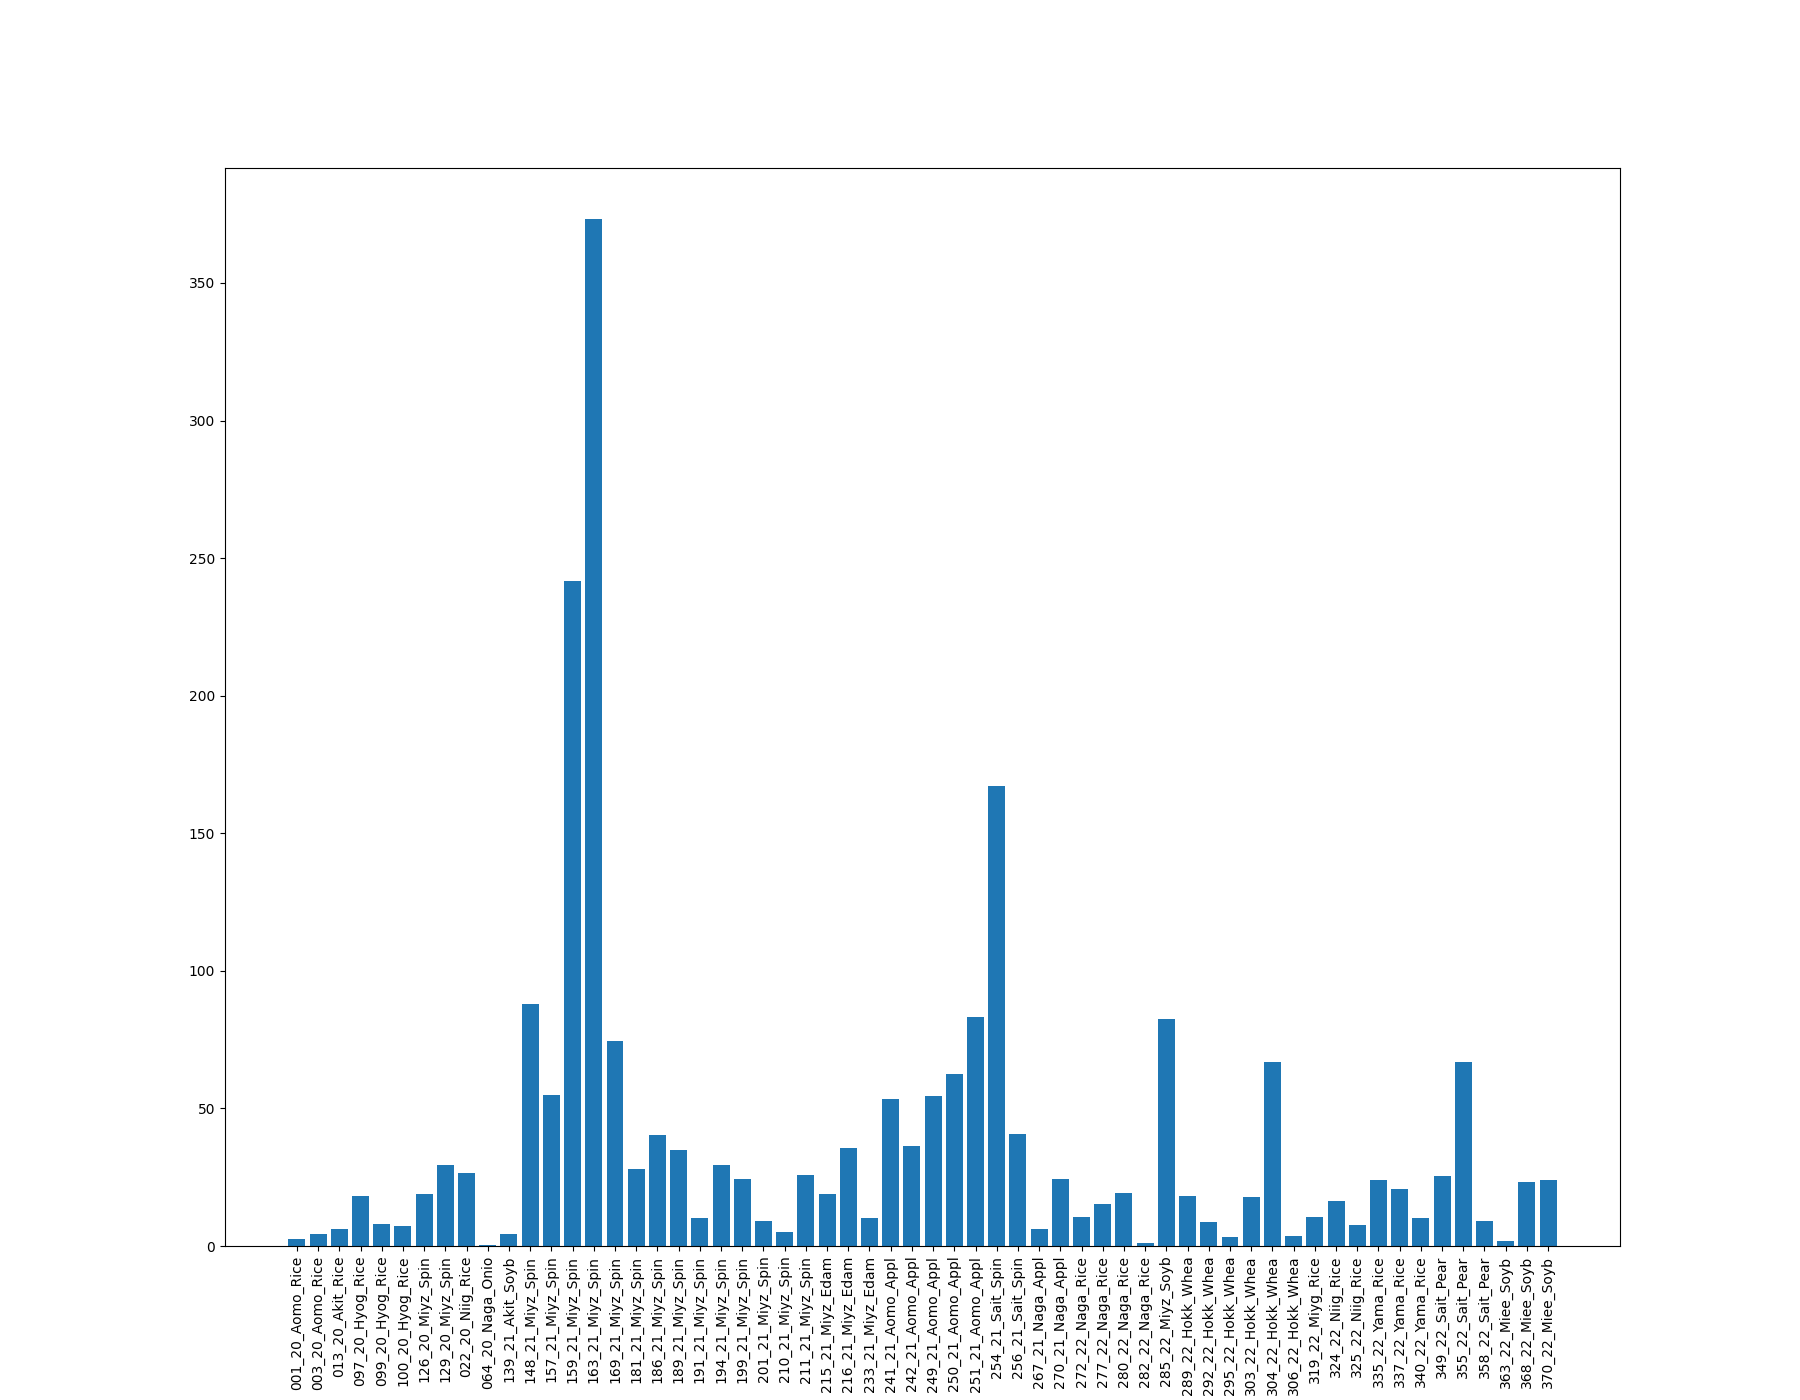 350
300
250
200
150
100
50
0
001_20_Aomo_Rice
003_20_Aomo_Rice
013_20_Akit_Rice
097_20_Hyog_Rice
099_20_Hyog_Rice
100_20_Hyog_Rice
126_20_Miyz_Spin
129_20_Miyz_Spin
022_20_Niig_Rice
064_20_Naga_Onio
139_21_Akit_Soyb
148_21_Miyz_Spin
157_21_Miyz_Spin
159_21_Miyz_Spin
163_21_Miyz_Spin
169_21_Miyz_Spin
181_21_Miyz_Spin
186_21_Miyz_Spin
189_21_Miyz_Spin
191_21_Miyz_Spin
194_21_Miyz_Spin
199_21_Miyz_Spin
201_21_Miyz_Spin
210_21_Miyz_Spin
211_21_Miyz_Spin
215_21_Miyz_Edam
216_21_Miyz_Edam
233_21_Miyz_Edam
241_21_Aomo_Appl
242_21_Aomo_Appl
249_21_Aomo_Appl
250_21_Aomo_Appl
251_21_Aomo_Appl
254_21_Sait_Spin
256_21_Sait_Spin
267_21_Naga_Appl
270_21_Naga_Appl
272_22_Naga_Rice
277_22_Naga_Rice
280_22_Naga_Rice
282_22_Naga_Rice
285_22_Miyz_Soyb
289_22_Hokk_Whea
292_22_Hokk_Whea
295_22_Hokk_Whea
303_22_Hokk_Whea
304_22_Hokk_Whea
306_22_Hokk_Whea
319_22_Miyg_Rice
324_22_Niig_Rice
325_22_Niig_Rice
335_22_Yama_Rice
337_22_Yama_Rice
340_22_Yama_Rice
349_22_Sait_Pear
355_22_Sait_Pear
358_22_Sait_Pear
363_22_Miee_Soyb
368_22_Miee_Soyb
370_22_Miee_Soyb